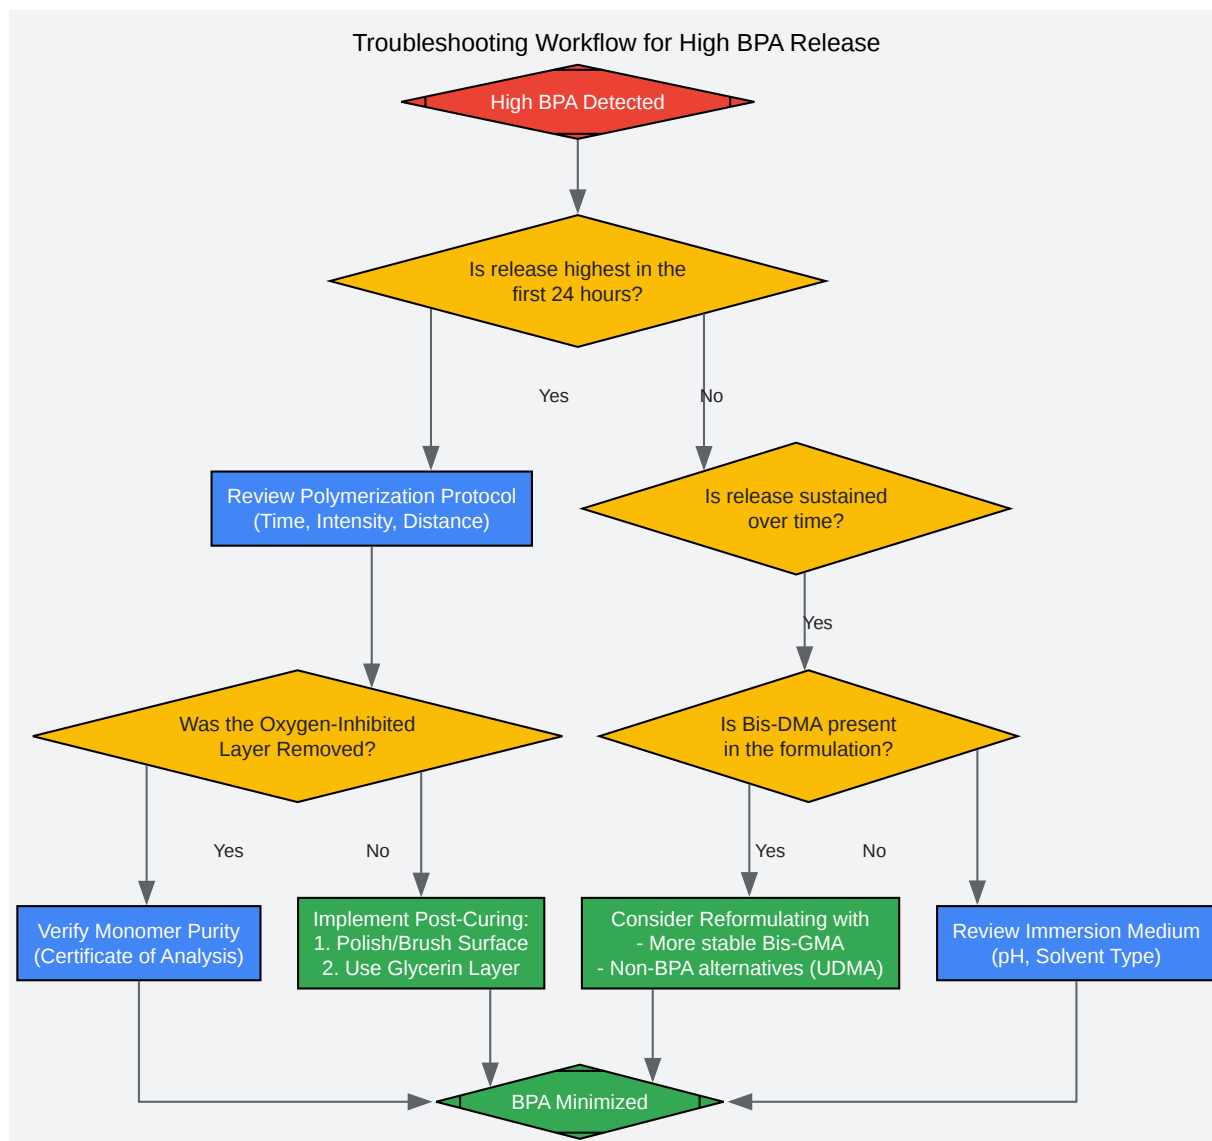 Troubleshooting Workflow for High BPA Release
High BPA Detected
Is release highest in the
first 24 hours?
Yes
No
Review Polymerization Protocol
(Time, Intensity, Distance)
Is release sustained
over time?
Yes
Was the Oxygen-Inhibited
Layer Removed?
Is Bis-DMA present
in the formulation?
Yes
No
Yes
No
Verify Monomer Purity
(Certificate of Analysis)
Implement Post-Curing:
1. Polish/Brush Surface
2. Use Glycerin Layer
Consider Reformulating with
- More stable Bis-GMA
- Non-BPA alternatives (UDMA)
Review Immersion Medium
(pH, Solvent Type)
BPA Minimized